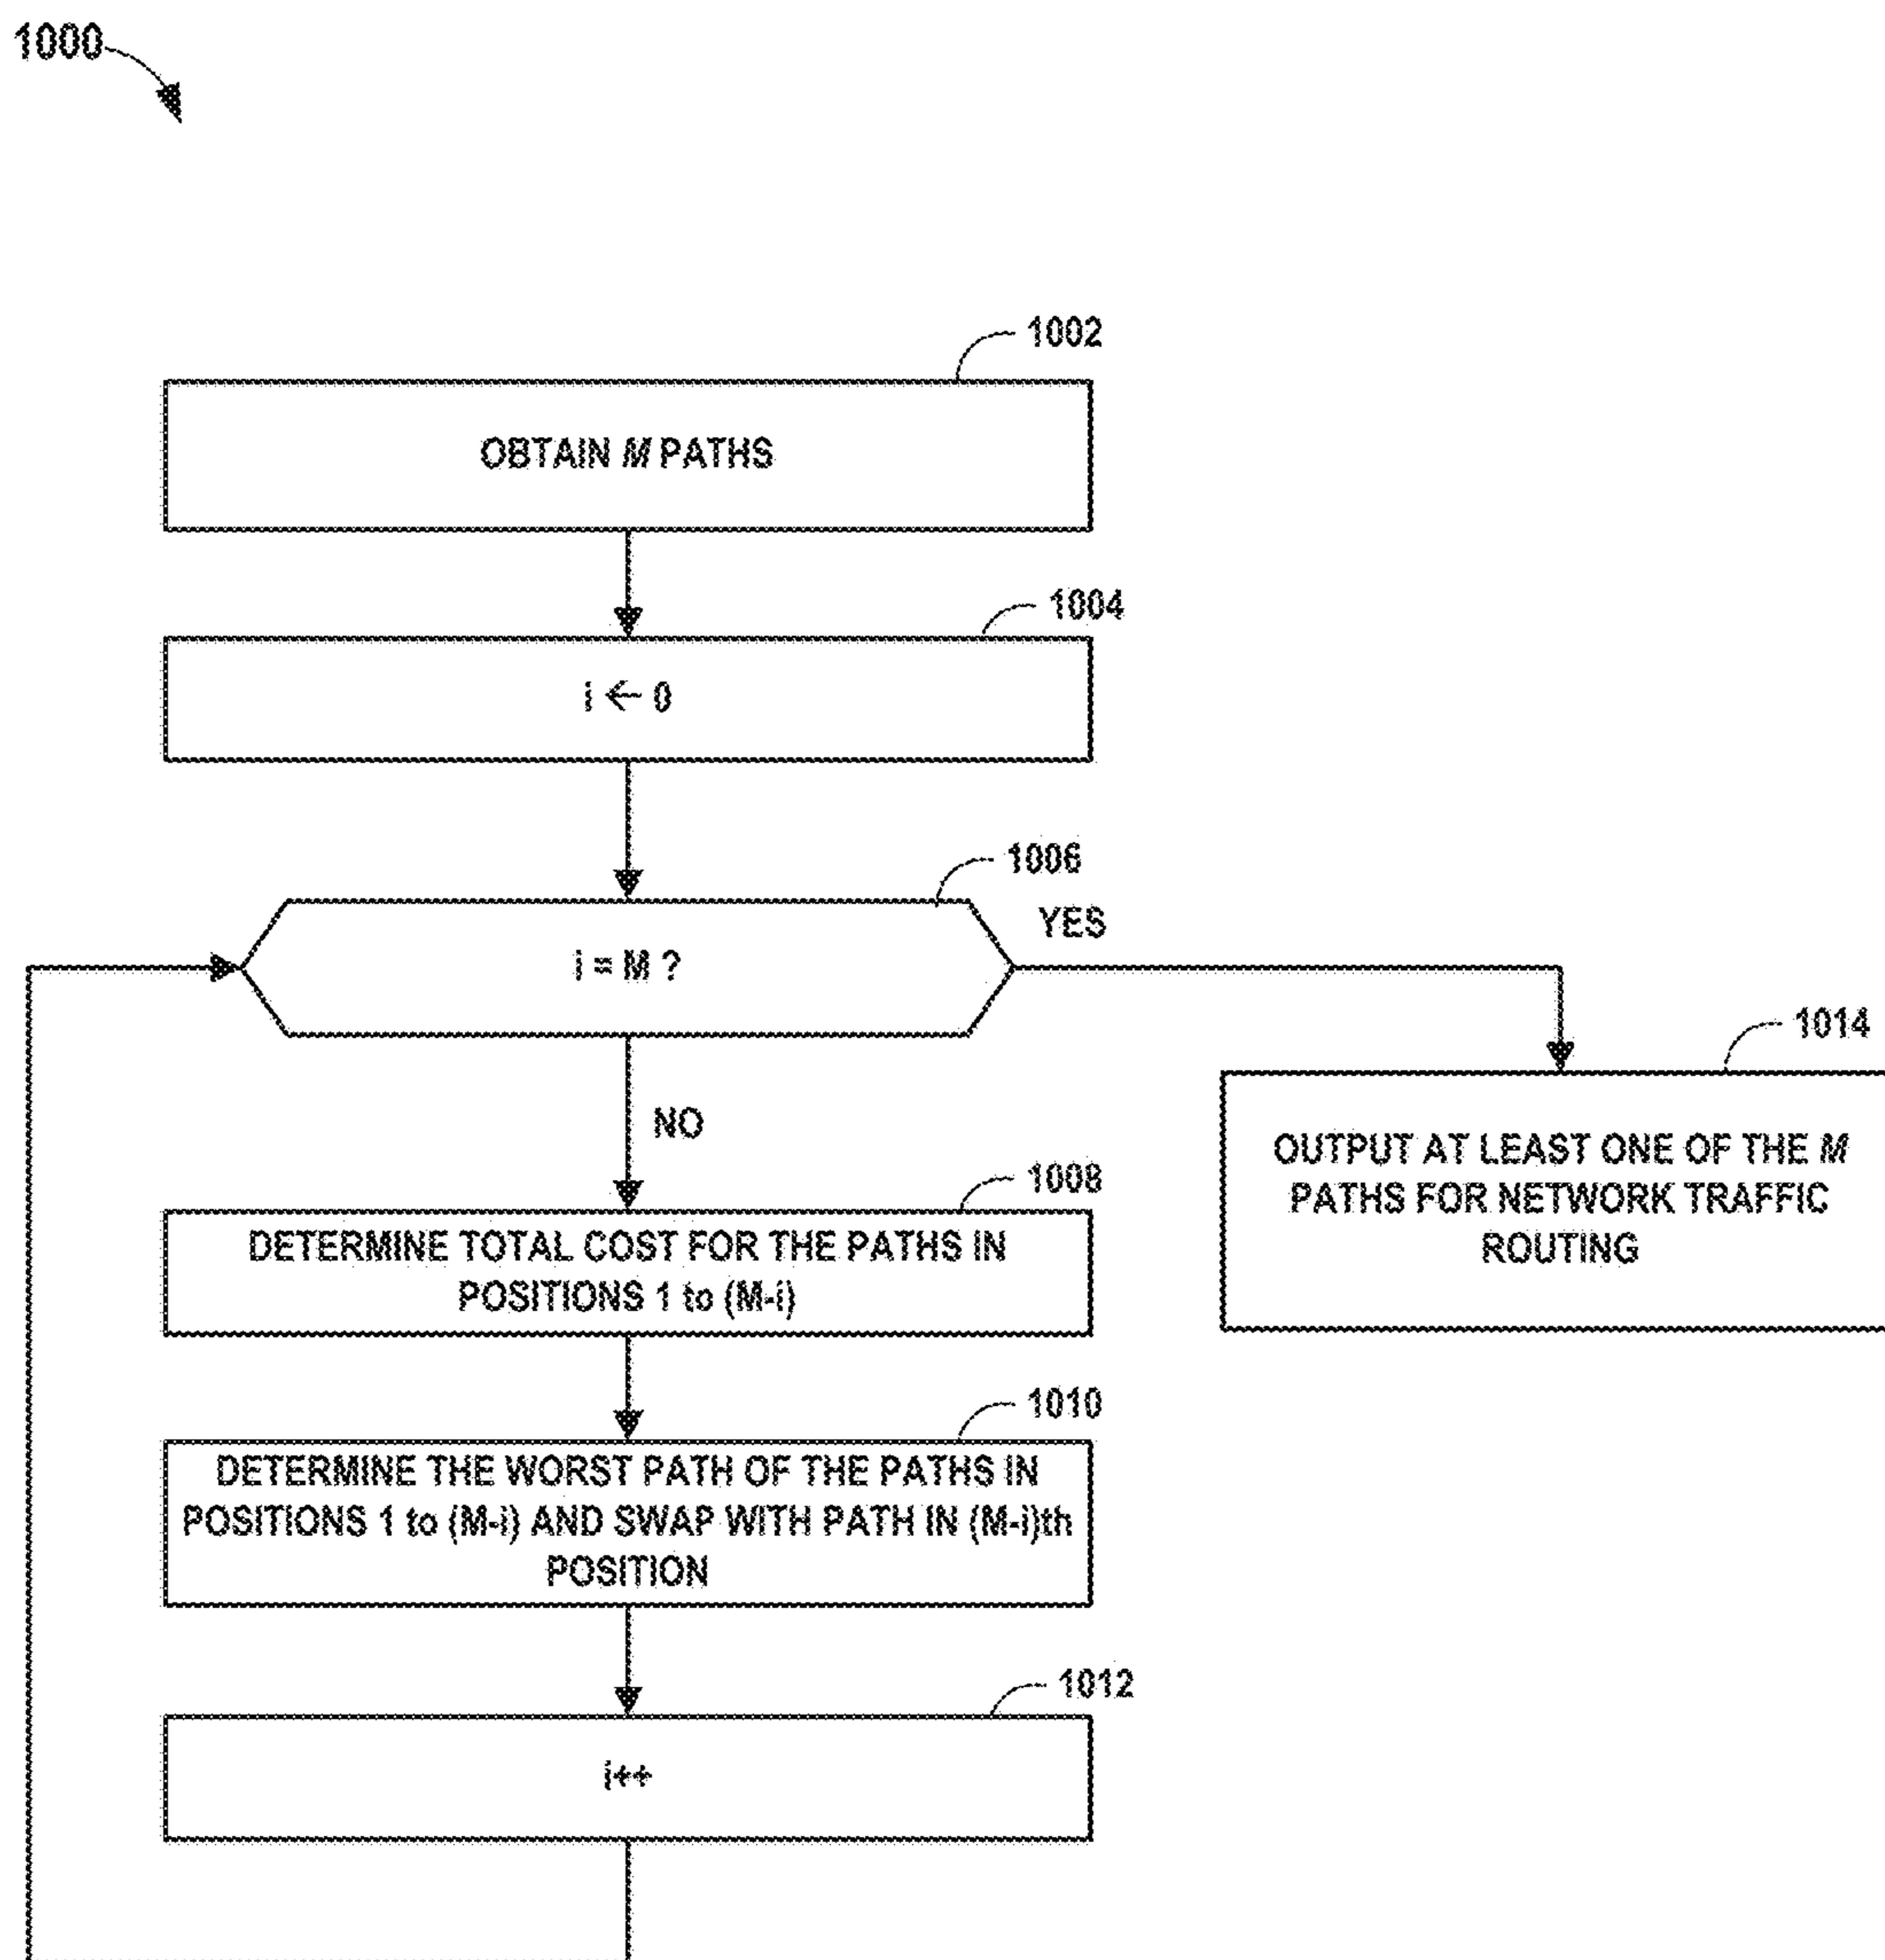 1000
1002
OBTAIN M PATHS
1004
i ← 0
1006
i = M ?
YES
NO
1014
OUTPUT AT LEAST ONE OF THE M
PATHS FOR NETWORK TRAFFIC
ROUTING
1008
DETERMINE TOTAL COST FOR THE PATHS IN
POSITIONS 1 to (M-i)
1010
DETERMINE THE WORST PATH OF THE PATHS IN
POSITIONS 1 to (M-i) AND SWAP WITH PATH IN (M-i)th
POSITION
1012
i++